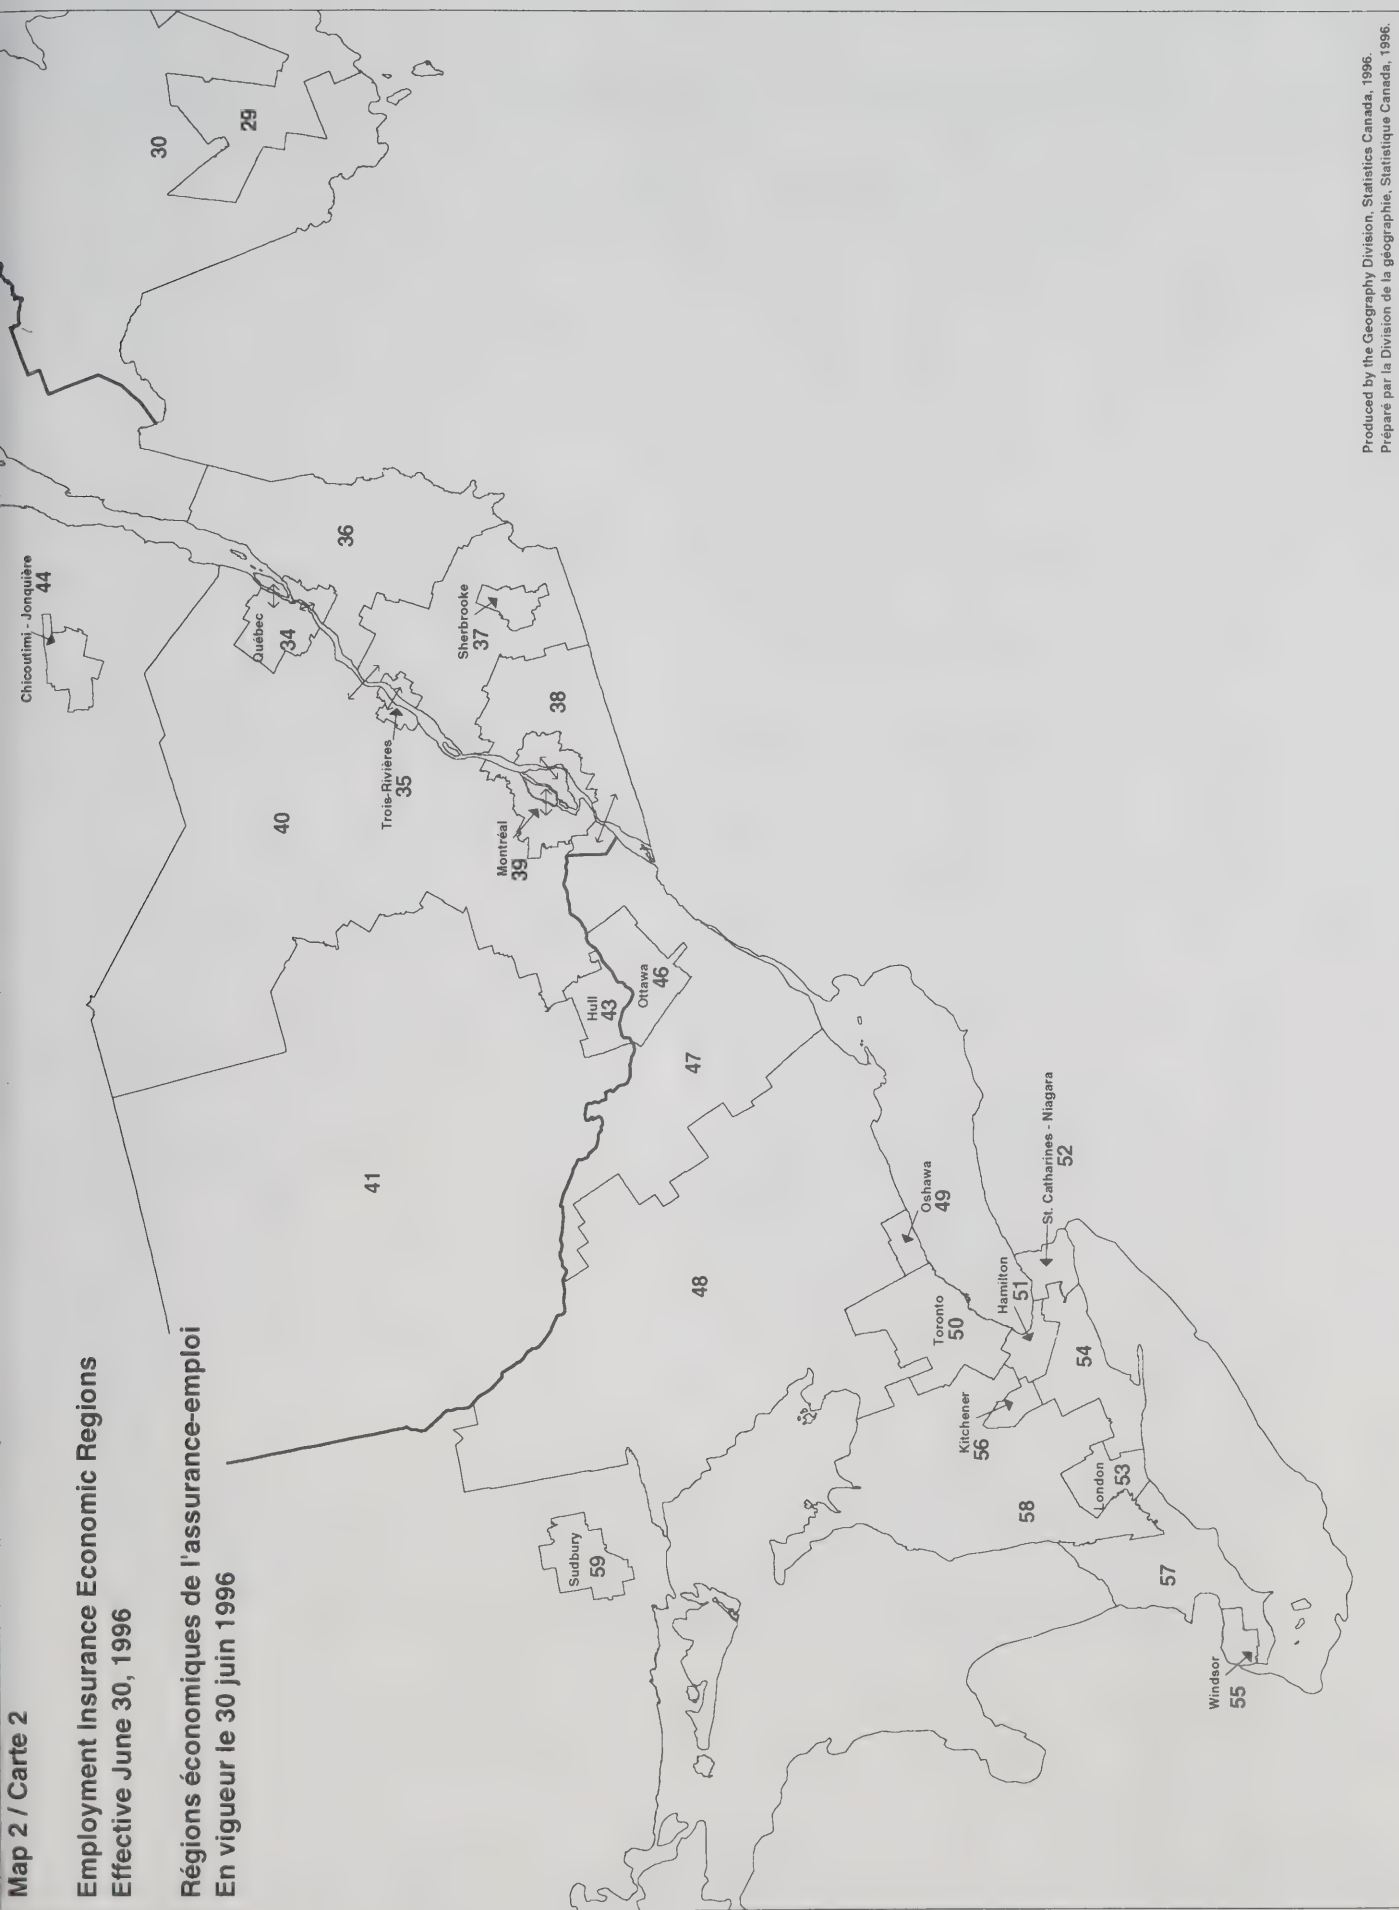 Map 2 / Carte 2
Employment Insurance Economic Regions
Effective June 30, 1996
Régions économiques de l'assurance-emploi
En vigueur le 30 juin 1996
Chicoutimi - Jonquière
44
30
29
Québec
34
36
Trois-Rivières
35
40
Sherbrooke
37
38
Montréal
39
41
Hull
43
Ottawa
46
47
48
Sudbury
59
Oshawa
49
Toronto
50
Hamilton
51
St. Catharines - Niagara
52
Kitchener
56
54
London
53
58
57
Windsor
55
Produced by the Geography Division, Statistics Canada, 1996.
Préparé par la Division de la géographie, Statistique Canada, 1996.